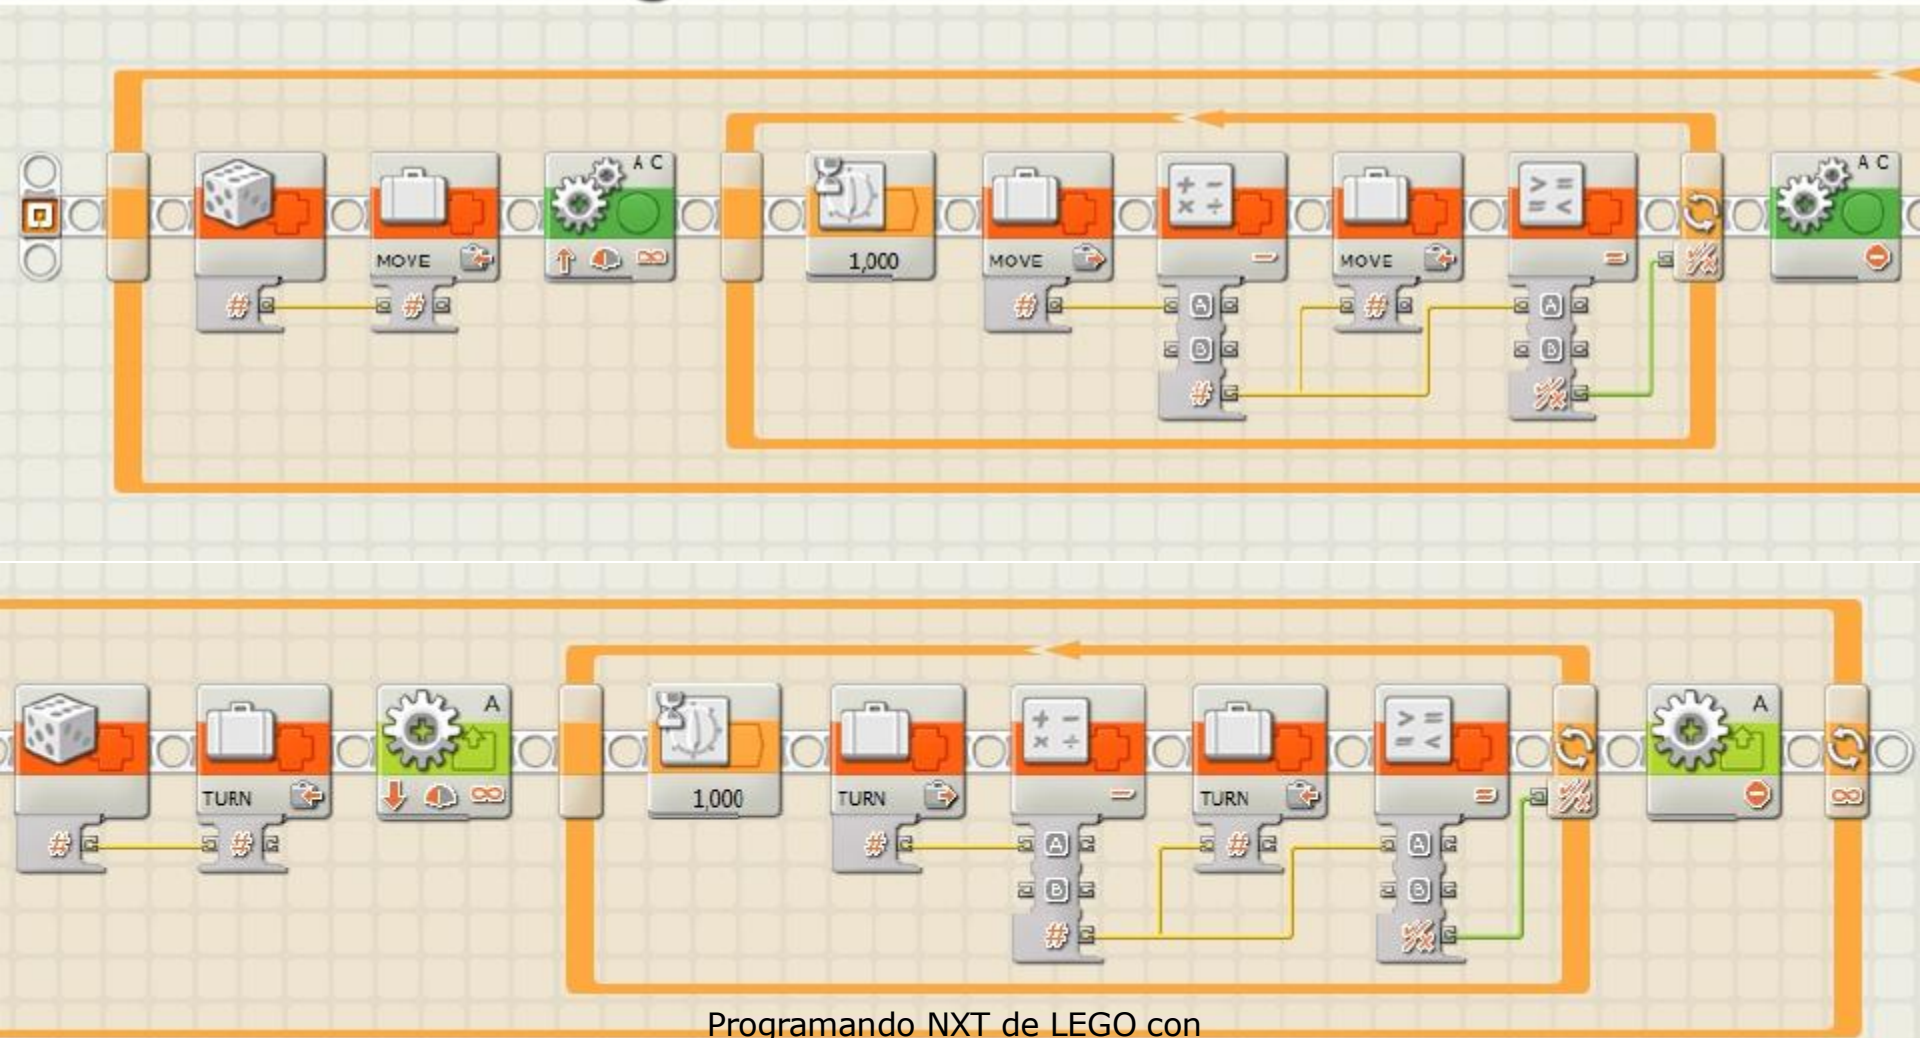 A C
A C
MOVE
1,000
MOVE
A
MOVE
A
B
B
A
A
TURN
1,000
TURN
TURN
A
A
B
B
Programando NXT de LEGO con